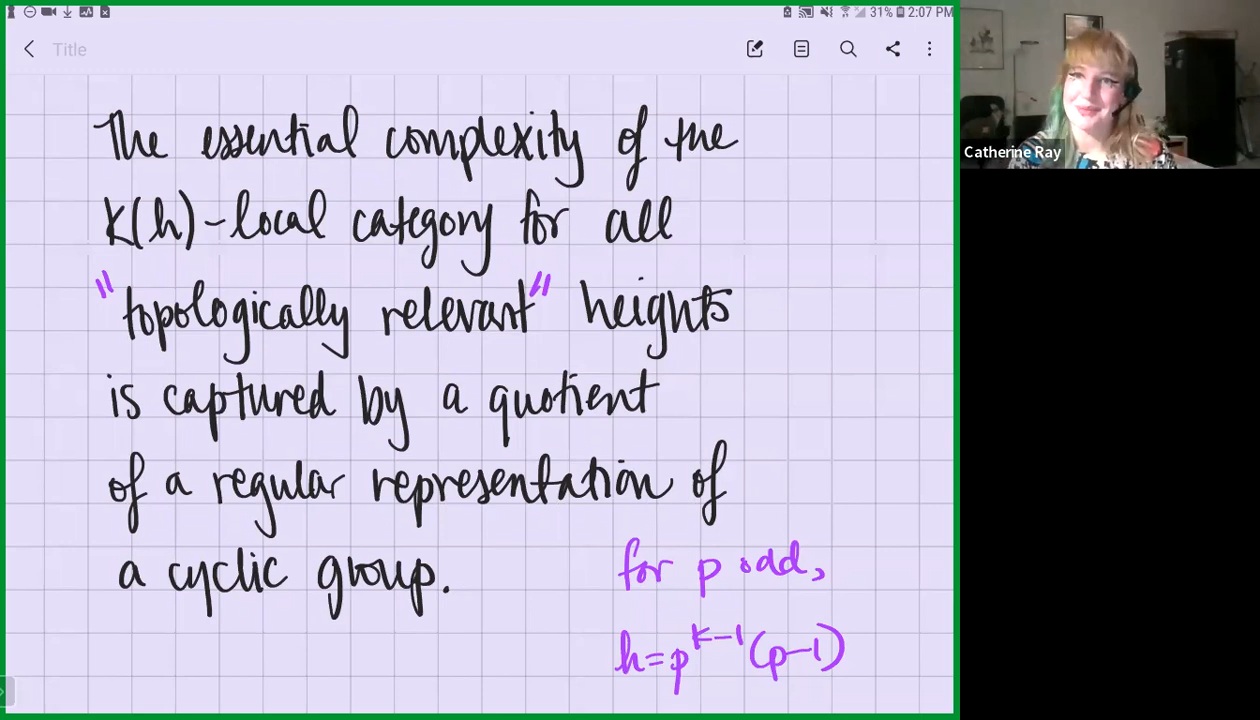 31% 2:07 PM
Title
The essential complexity of the
K(h)-local category for all
"topologically relevant" heights
is captured by a quotient
of a regular representation of
a cyclic group.
for p odd,
h=p^{k-1}(p-1)
Catherine Ray